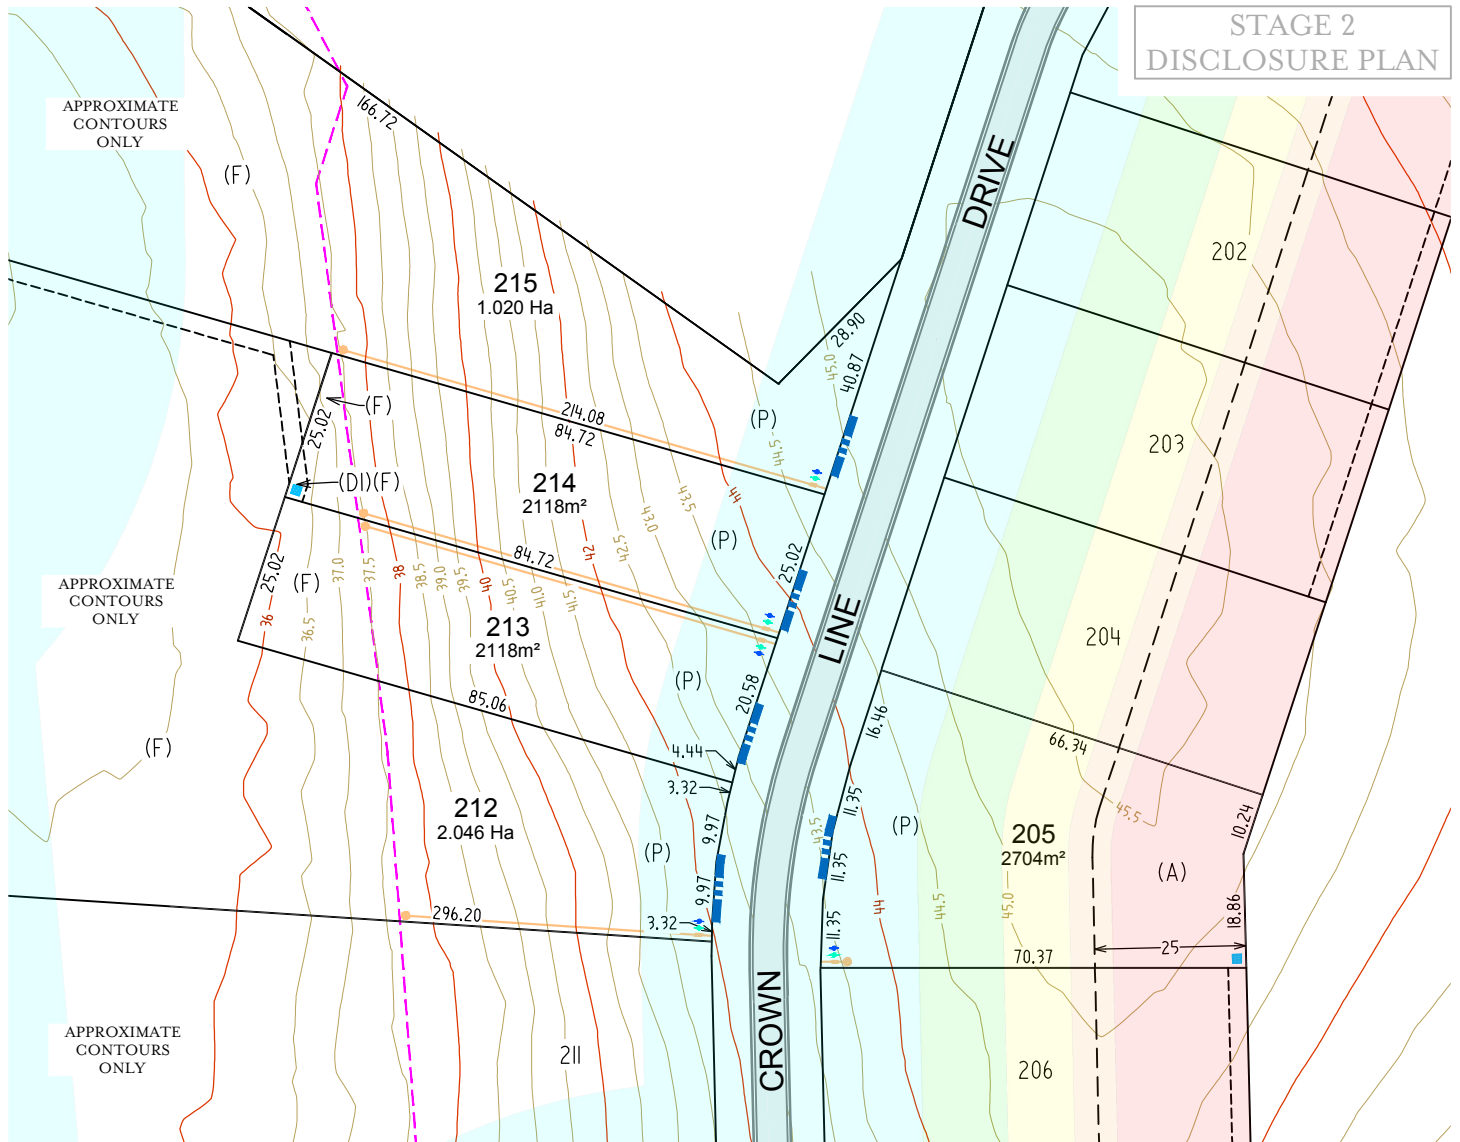 STAGE 2
DISCLOSURE PLAN
APPROXIMATE
CONTOURS
ONLY
166.72
(F)
DRIVE
202
215
1.020 Ha
28.90
45.0
40.87
(F)
25.02
214.08
84.72
(P)
44.5
203
(DI)(F)
214
2118m²
44
43.5
43.0
42.5
42
(P)
84.72
25.02
APPROXIMATE
CONTOURS
ONLY
25.02
(F)
36
36.5
37.0
37.5
38
38.5
39.0
39.5
40
40.5
41.0
41.5
213
2118m²
LINE
204
(P)
20.58
85.06
16.46
66.34
(F)
4.44
3.32
212
2.046 Ha
9.97
(P)
43.5
11.35
(P)
205
2704m²
45.5
10.24
(A)
9.97
11.35
44
44.5
45.0
18.86
296.20
3.32
11.35
70.37
25
CROWN
APPROXIMATE
CONTOURS
ONLY
211
206